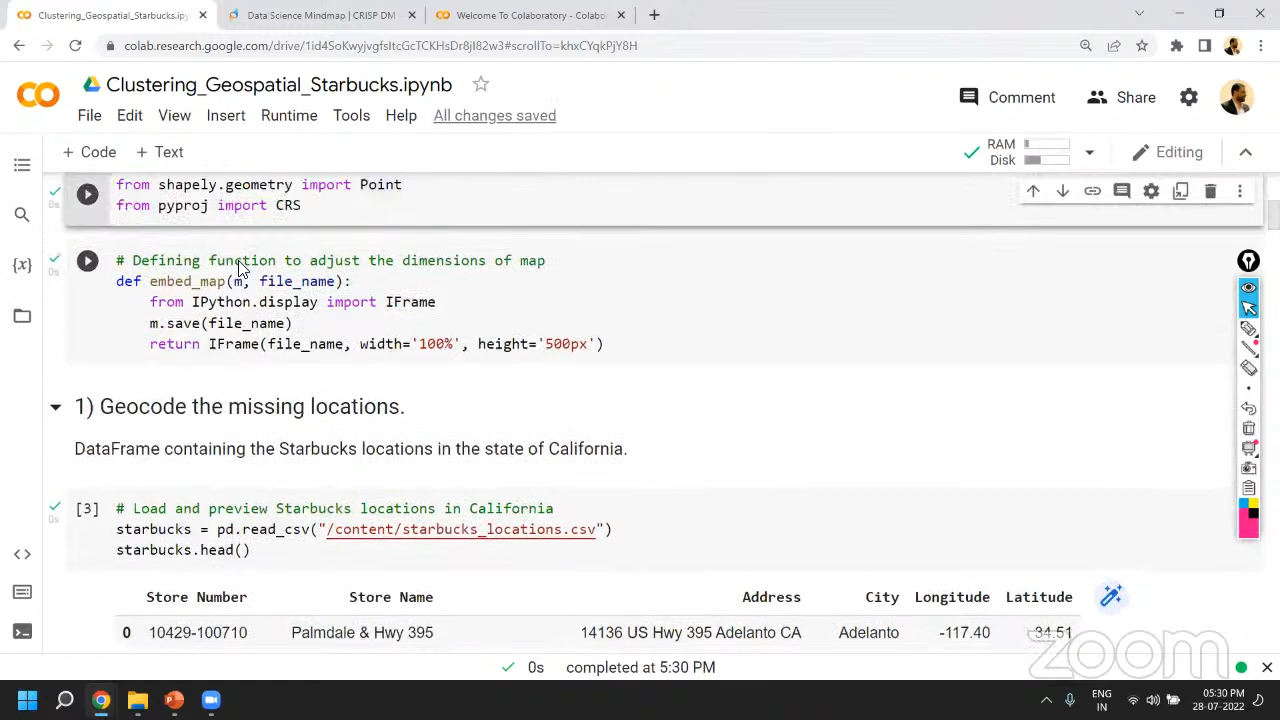 Clustering_Geospatial_Starbucks.ipyn
Data Science Mindmap | CRISP DM
Welcome To Colaboratory - Colabor
colab.research.google.com/drive/1id4SoKwyjvgfsItcGcTCKHsDr8jI82w3#scrollTo=khxCYqkPjY8H
CO
Clustering_Geospatial_Starbucks.ipynb
Comment
Share
File Edit View Insert Runtime Tools Help All changes saved
+ Code + Text
RAM
Disk
Editing
from shapely.geometry import Point
from pyproj import CRS
0s
# Defining function to adjust the dimensions of map
def embed_map(m, file_name):
from IPython.display import IFrame
m.save(file_name)
return IFrame(file_name, width='100%', height='500px')
0s
{x}
1) Geocode the missing locations.
DataFrame containing the Starbucks locations in the state of California.
[3] # Load and preview Starbucks locations in California
starbucks = pd.read_csv("/content/starbucks_locations.csv")
starbucks.head()
0s
Store Number Store Name Address City Longitude Latitude
0 10429-100710 Palmdale & Hwy 395 14136 US Hwy 395 Adelanto CA Adelanto -117.40 34.51
0s completed at 5:30 PM
zoom
ENG
IN
05:30 PM
28-07-2022